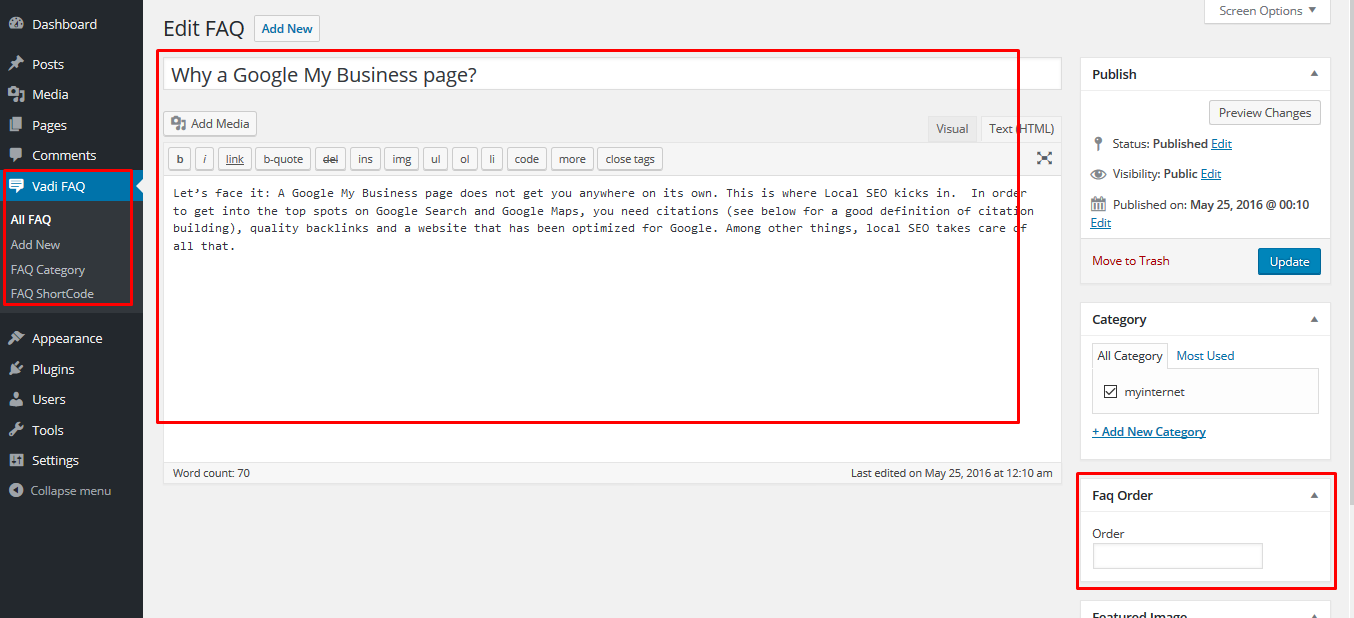 Dashboard
Posts
Media
Pages
Comments
Vadi FAQ
All FAQ
Add New
FAQ Category
FAQ ShortCode
Appearance
Plugins
Users
Tools
Settings
Collapse menu
Screen Options
Edit FAQ Add New
Why a Google My Business page?
Add Media
Visual Text (HTML)
b i link b-quote del ins img ul ol li code more close tags
Let’s face it: A Google My Business page does not get you anywhere on its own. This is where Local SEO kicks in.  In order
to get into the top spots on Google Search and Google Maps, you need citations (see below for a good definition of citation
building), quality backlinks and a website that has been optimized for Google. Among other things, local SEO takes care of
all that.
Word count: 70 Last edited on May 25, 2016 at 12:10 am
Publish
Preview Changes
Status: Published Edit
Visibility: Public Edit
Published on: May 25, 2016 @ 00:10
Edit
Move to Trash Update
Category
All Category Most Used
myinternet
+ Add New Category
Faq Order
Order
Featured Image